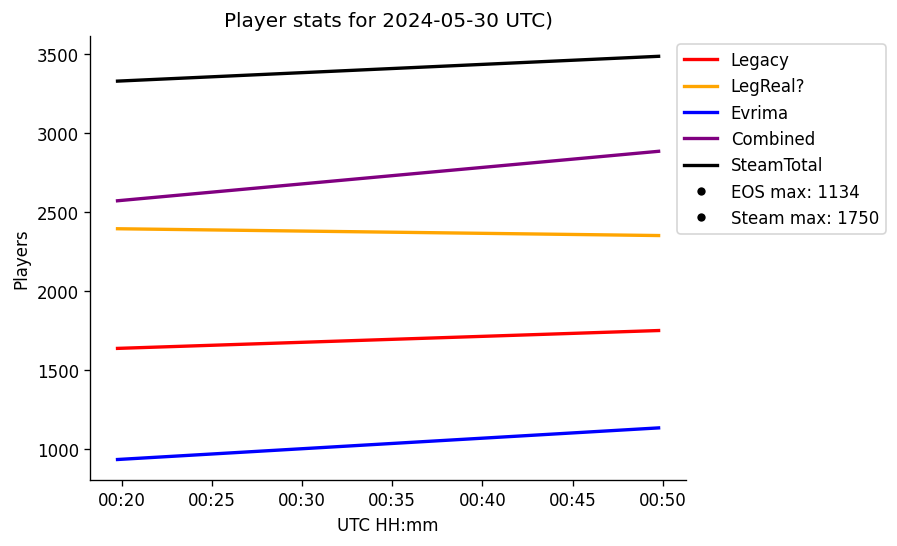 Player stats for 2024-05-30 UTC)
3500
3000
2500
2000
1500
1000
Players
00:20 00:25 00:30 00:35 00:40 00:45 00:50
UTC HH:mm
Legacy
LegReal?
Evrima
Combined
SteamTotal
EOS max: 1134
Steam max: 1750